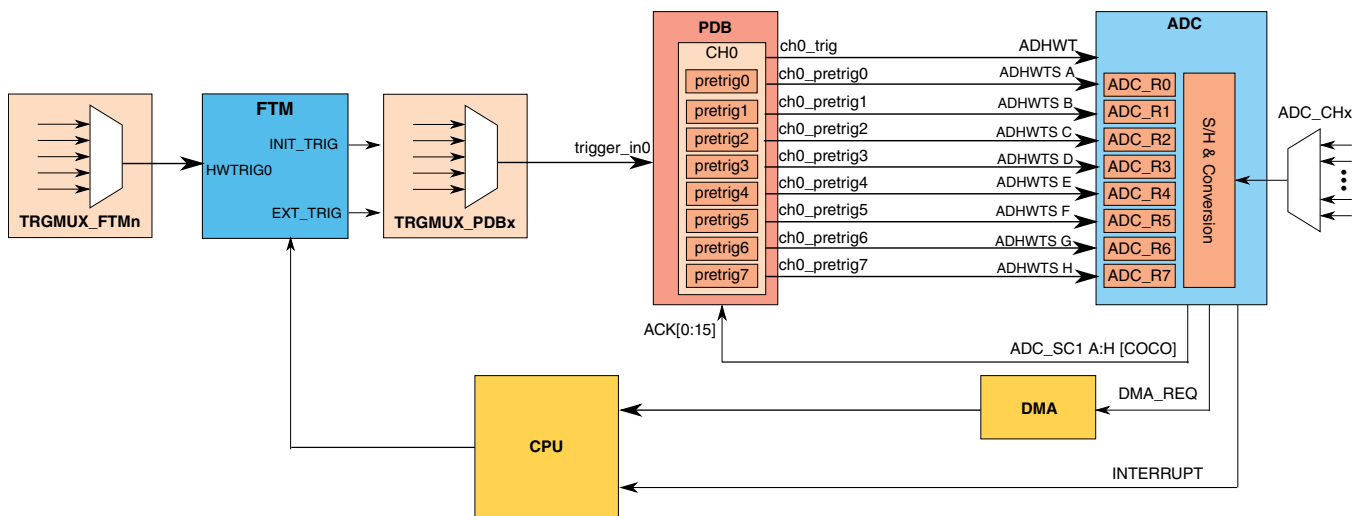 TRGMUX_FTMn
FTM
HWTRIG0
INIT_TRIG
EXT_TRIG
TRGMUX_PDBx
trigger_in0
PDB
CH0
pretrig0
pretrig1
pretrig2
pretrig3
pretrig4
pretrig5
pretrig6
pretrig7
ch0_trig
ch0_pretrig0
ch0_pretrig1
ch0_pretrig2
ch0_pretrig3
ch0_pretrig4
ch0_pretrig5
ch0_pretrig6
ch0_pretrig7
ADHWT
ADHWTS A
ADHWTS B
ADHWTS C
ADHWTS D
ADHWTS E
ADHWTS F
ADHWTS G
ADHWTS H
ADC
ADC_R0
ADC_R1
ADC_R2
ADC_R3
ADC_R4
ADC_R5
ADC_R6
ADC_R7
S/H & Conversion
ADC_CHx
ACK[0:15]
ADC_SC1 A:H [COCO]
DMA_REQ
DMA
CPU
INTERRUPT